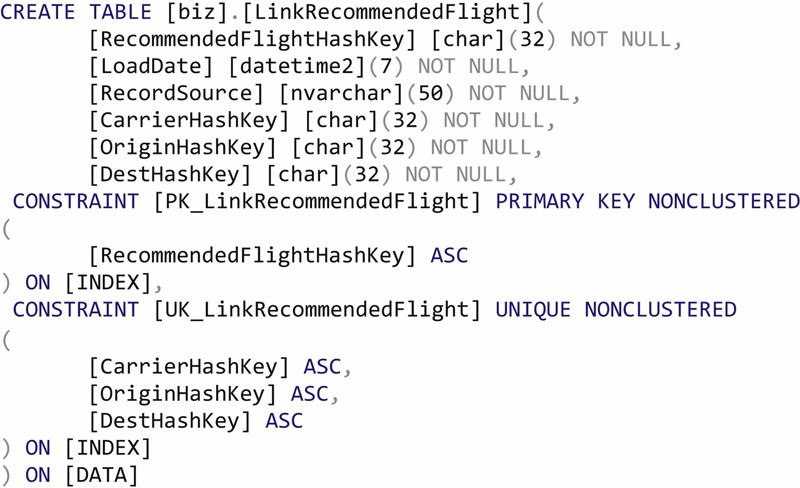 CREATE TABLE [biz].[LinkRecommendedFlight](
[RecommendedFlightHashKey] [char](32) NOT NULL,
[LoadDate] [datetime2](7) NOT NULL,
[RecordSource] [nvarchar](50) NOT NULL,
[CarrierHashKey] [char](32) NOT NULL,
[OriginHashKey] [char](32) NOT NULL,
[DestHashKey] [char](32) NOT NULL,
CONSTRAINT [PK_LinkRecommendedFlight] PRIMARY KEY NONCLUSTERED
(
[RecommendedFlightHashKey] ASC
) ON [INDEX],
CONSTRAINT [UK_LinkRecommendedFlight] UNIQUE NONCLUSTERED
(
[CarrierHashKey] ASC,
[OriginHashKey] ASC,
[DestHashKey] ASC
) ON [INDEX]
) ON [DATA]